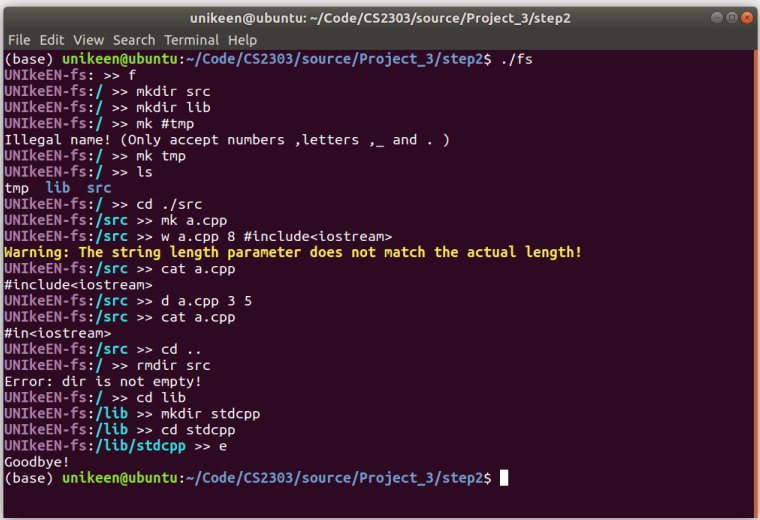 unikeen@ubuntu: ~/Code/CS2303/source/Project_3/step2
File Edit View Search Terminal Help
(base) unikeen@ubuntu:~/Code/CS2303/source/Project_3/step2$ ./fs
UNIkeEN-fs: >> f
UNIkeEN-fs:/ >> mkdir src
UNIkeEN-fs:/ >> mkdir lib
UNIkeEN-fs:/ >> mk #tmp
Illegal name! (Only accept numbers ,letters ,_ and . )
UNIkeEN-fs:/ >> mk tmp
UNIkeEN-fs:/ >> ls
tmp  lib  src
UNIkeEN-fs:/ >> cd ./src
UNIkeEN-fs:/src >> mk a.cpp
UNIkeEN-fs:/src >> w a.cpp 8 #include<iostream>
Warning: The string length parameter does not match the actual length!
UNIkeEN-fs:/src >> cat a.cpp
#include<iostream>
UNIkeEN-fs:/src >> d a.cpp 3 5
UNIkeEN-fs:/src >> cat a.cpp
#in<iostream>
UNIkeEN-fs:/src >> cd ..
UNIkeEN-fs:/ >> rmdir src
Error: dir is not empty!
UNIkeEN-fs:/ >> cd lib
UNIkeEN-fs:/lib >> mkdir stdcpp
UNIkeEN-fs:/lib >> cd stdcpp
UNIkeEN-fs:/lib/stdcpp >> e
Goodbye!
(base) unikeen@ubuntu:~/Code/CS2303/source/Project_3/step2$